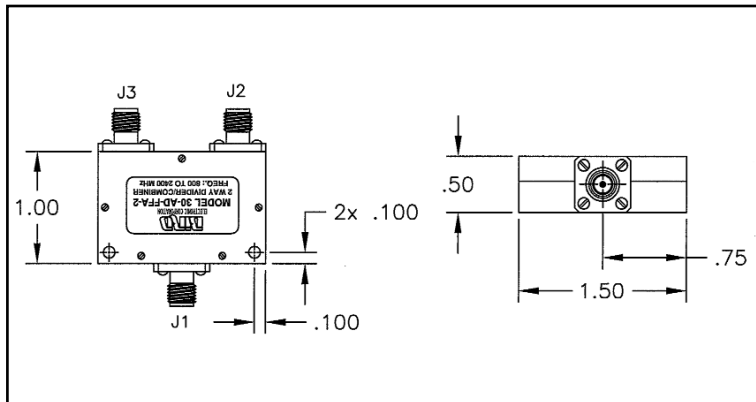 J3
J2
1.00
BIRD
ELECTRONIC CORPORATION
MODEL 30-AD-FFA-2
2 WAY DIVIDER/COMBINER
FREQ.: 800 TO 2400 MHz
2x .100
J1
.100
.50
.75
1.50